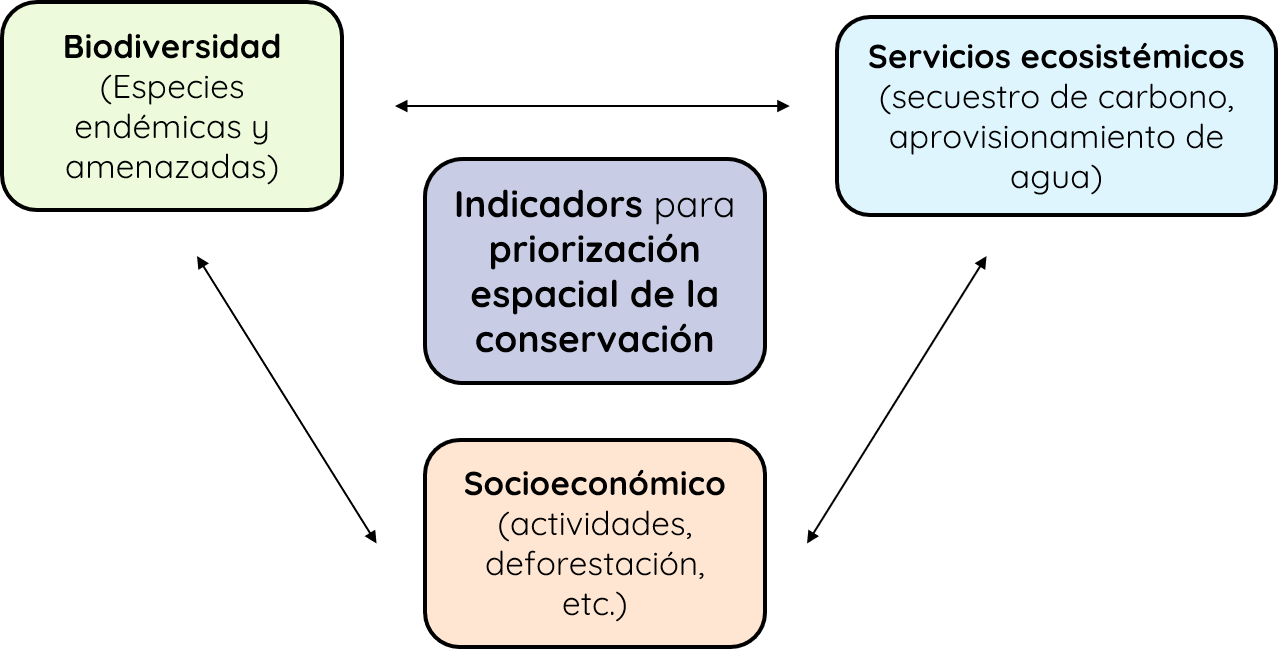 Biodiversidad
(Especies
endémicas y
amenazadas)
Servicios ecosistémicos
(secuestro de carbono,
aprovisionamiento de
agua)
Indicadors para
priorización
espacial de la
conservación
Socioeconómico
(actividades,
deforestación,
etc.)